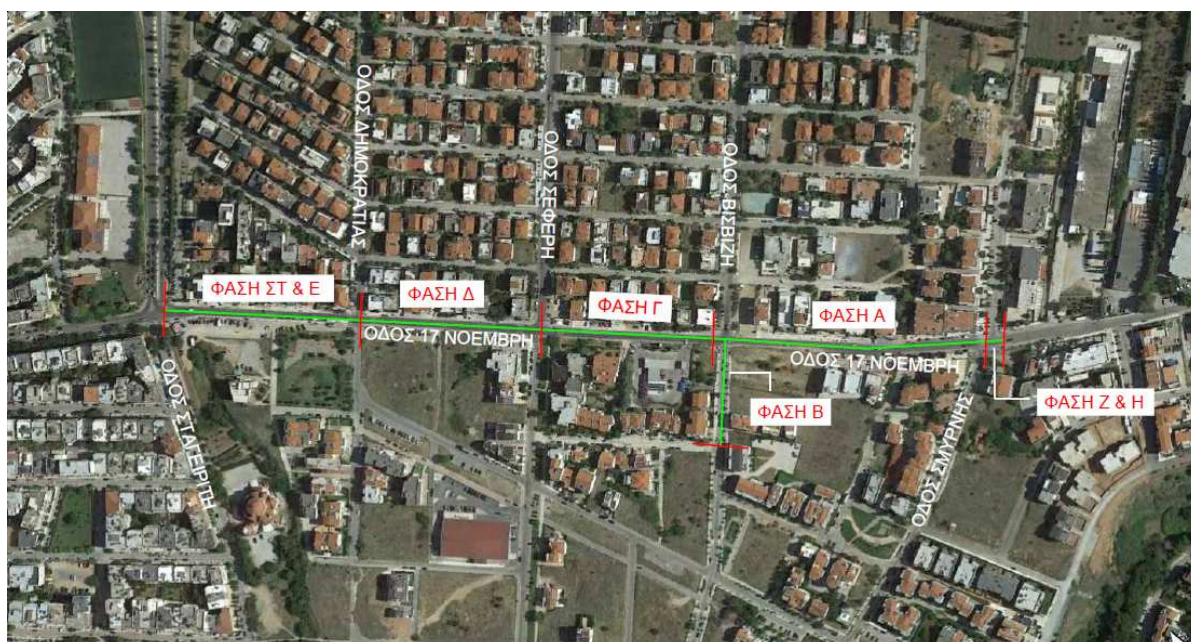 ΟΔΟΣ ΔΗΜΟΚΡΑΤΙΑΣ
ΟΔΟΣ ΣΕΦΕΡΗ
ΟΔΟΣ ΒΙΣΒΙΖΗ
ΦΑΣΗ ΣΤ & Ε
ΦΑΣΗ Δ
ΦΑΣΗ Γ
ΦΑΣΗ Α
ΟΔΟΣ 17 ΝΟΕΜΒΡΗ
ΟΔΟΣ 17 ΝΟΕΜΒΡΗ
ΦΑΣΗ Β
ΦΑΣΗ Ζ & Η
ΟΔΟΣ ΣΤΑΓΕΙΡΙΤΗ
ΟΔΟΣ ΣΜΥΡΝΗΣ